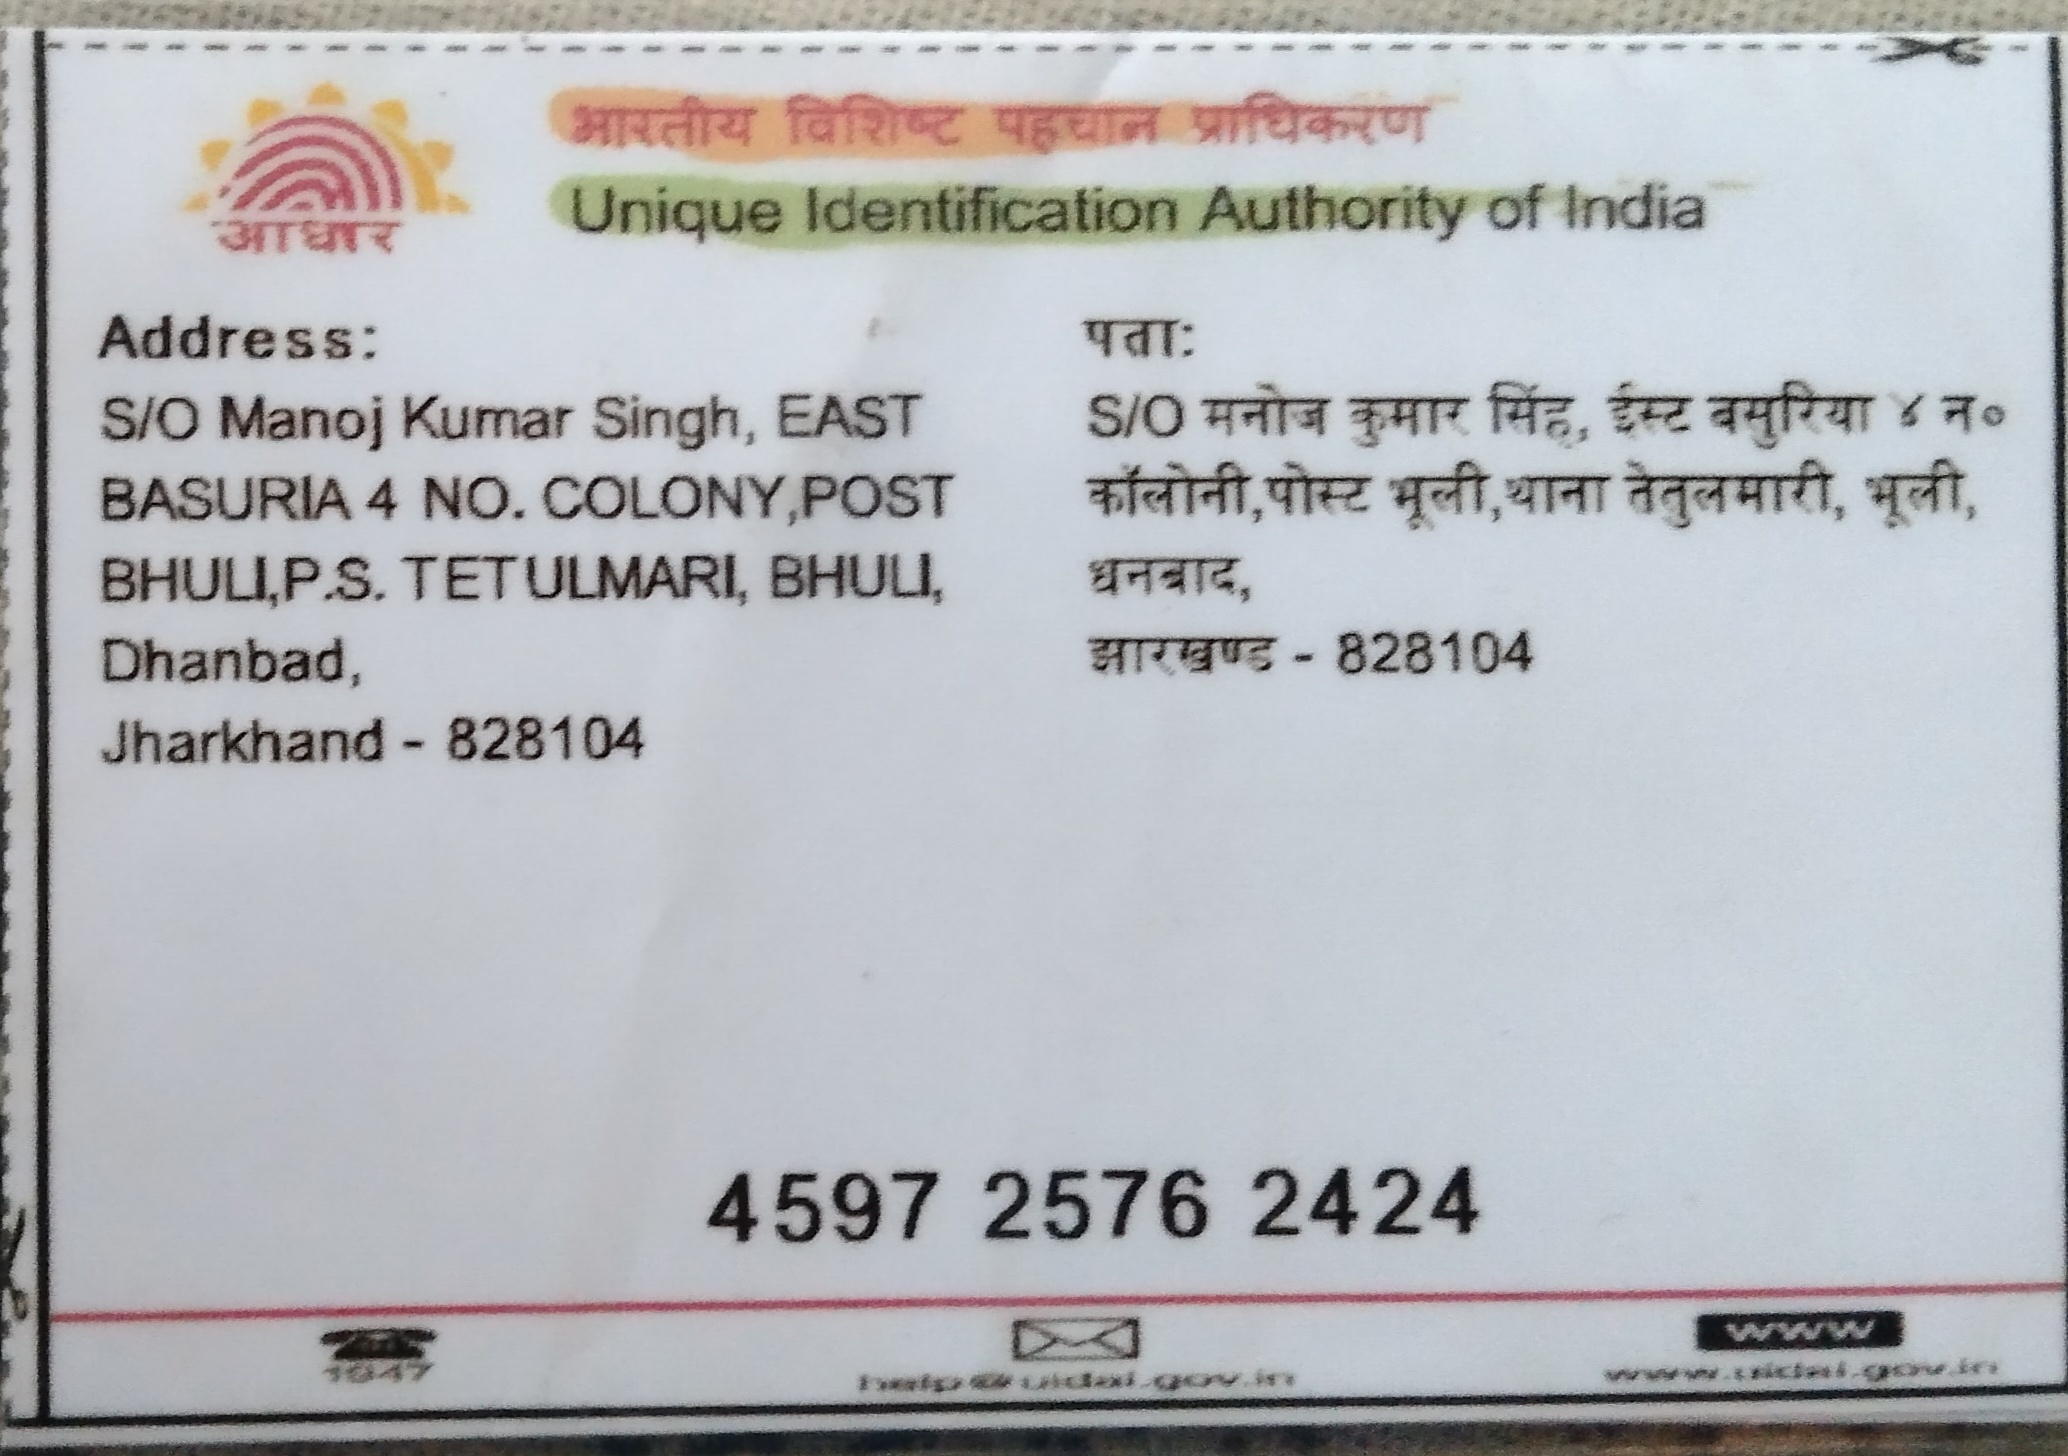 आधार
भारतीय विशिष्ट पहचान प्राधिकरण
Unique Identification Authority of India
Address:
S/O Manoj Kumar Singh, EAST
BASURIA 4 NO. COLONY,POST
BHULI,P.S. TETULMARI, BHULI,
Dhanbad,
Jharkhand - 828104
पता:
S/O मनोज कुमार सिंह, ईस्ट बसुरिया ४ न०
कॉलोनी,पोस्ट भूली,थाना तेतुलमारी, भूली,
धनबाद,
झारखण्ड - 828104
4597 2576 2424
1947
help@uidai.gov.in
www
www.uidai.gov.in